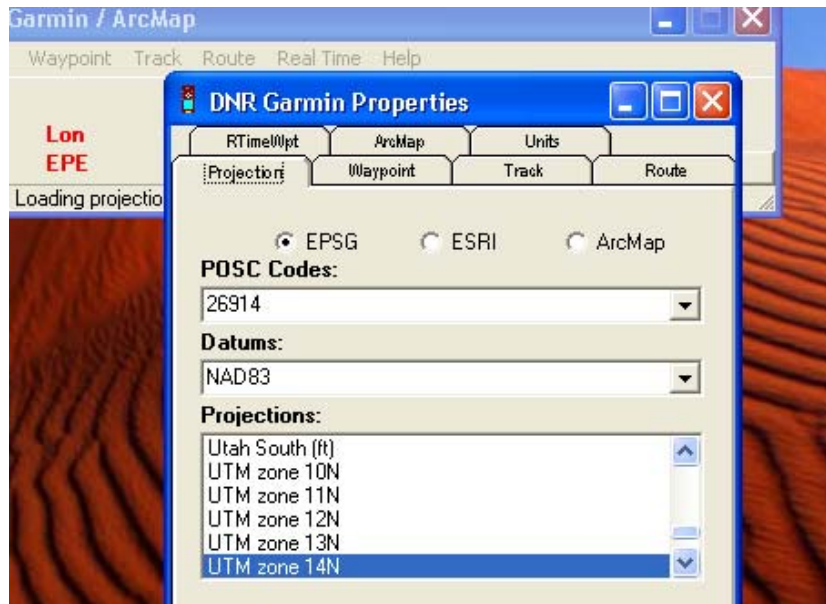 Garmin / ArcMap
Waypoint Track Route Real Time Help
DNR Garmin Properties
Lon
EPE
RTimeWpt ArcMap Units
Projection Waypoint Track Route
Loading projectio
EPSG ESRI ArcMap
POSC Codes:
26914
Datums:
NAD83
Projections:
Utah South (ft)
UTM zone 10N
UTM zone 11N
UTM zone 12N
UTM zone 13N
UTM zone 14N